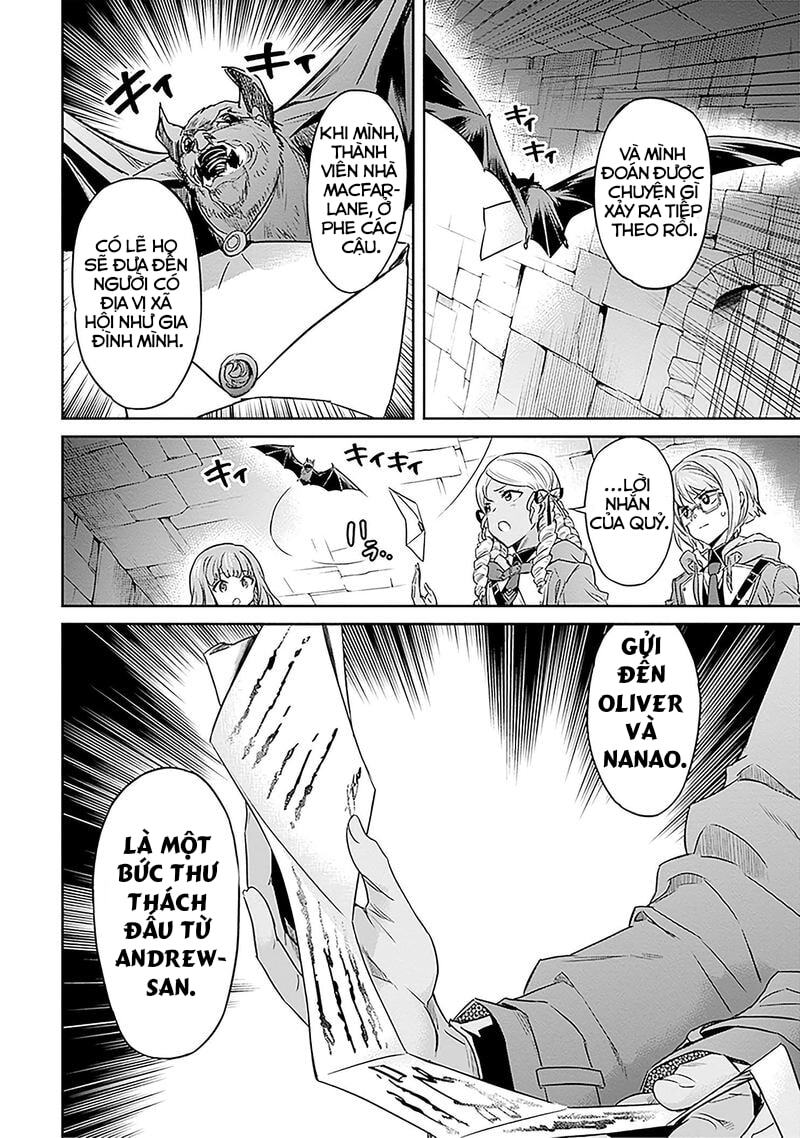 VÀ MÌNH
ĐOÁN ĐƯỢC
CHUYỆN GÌ
XẢY RA TIẾP
THEO RỒI.
キィ
キィ
キィ
キィ
KHI MÌNH,
THÀNH
VIÊN NHÀ
MACFAR-
LANE, Ở
PHE CÁC
CẬU.
CÓ LẼ HỌ
SẼ ĐƯA ĐẾN
NGƯỜI CÓ
ĐỊA VỊ XÃ
HỘI NHƯ GIA
ĐÌNH MÌNH.
...LỜI
NHẮN
CỦA QUỶ.
キィ
キィ
キィ
キィ
GỬI
ĐẾN
OLIVER
VÀ
NANAO.
LÀ MỘT
BỨC THƯ
THÁCH
ĐẤU TỪ
ANDREW-
SAN.